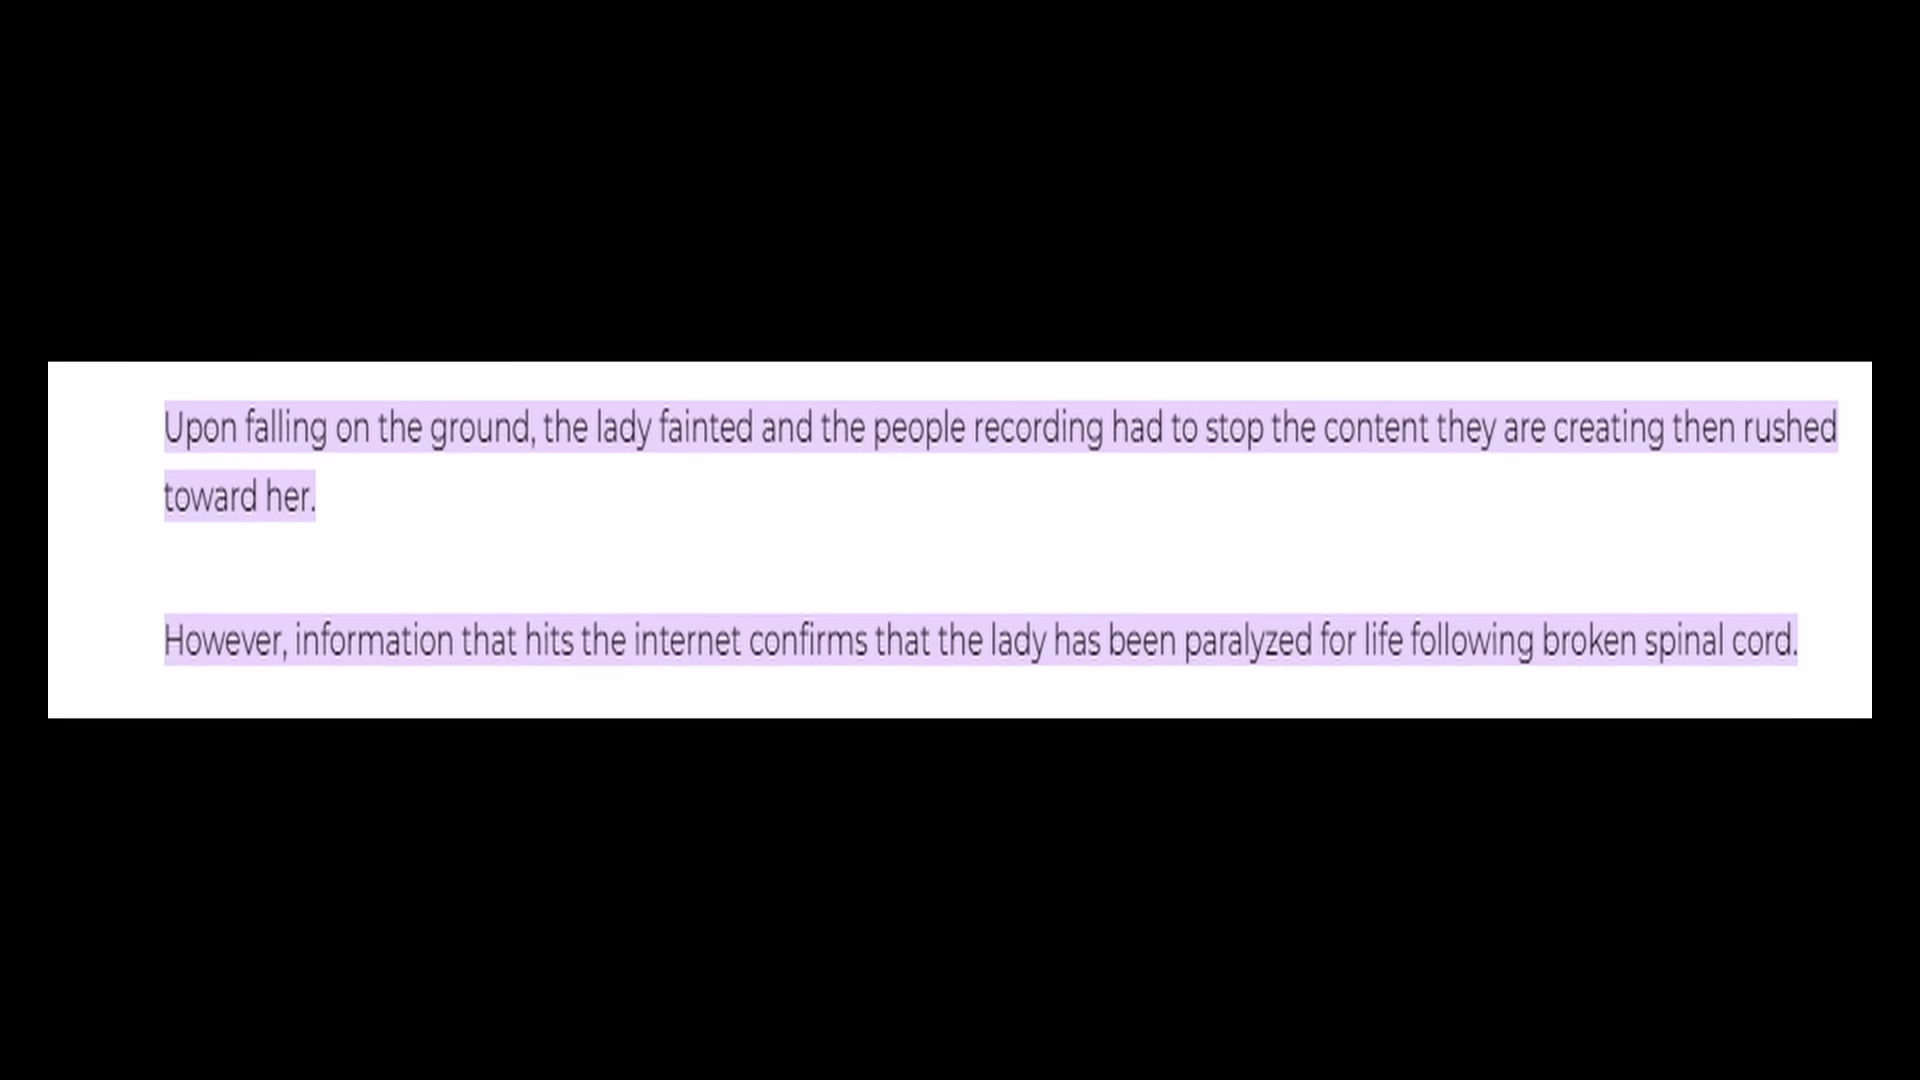 Upon falling on the ground, the lady fainted and the people recording had to stop the content they are creating then rushed
toward her.
However, information that hits the internet confirms that the lady has been paralyzed for life following broken spinal cord.